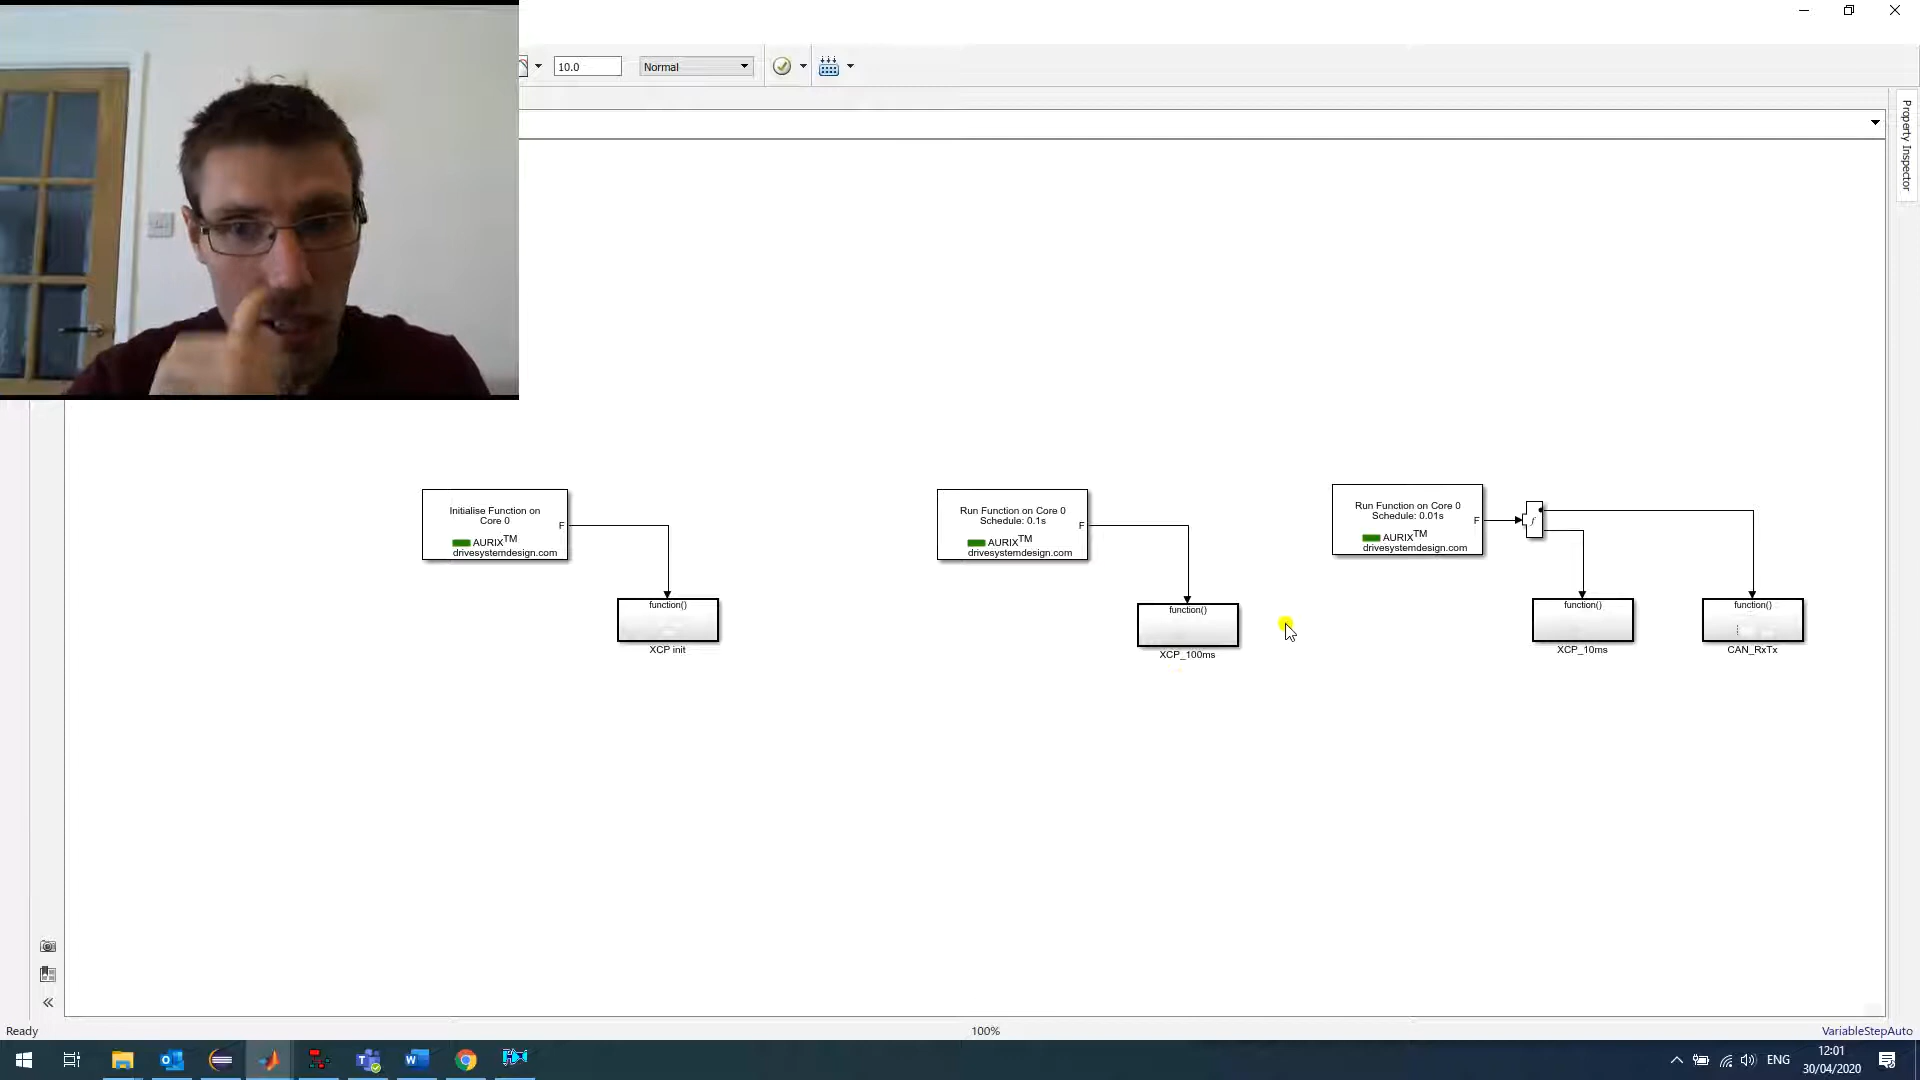 10.0
Normal
Property Inspector
Initialise Function on
Core 0
F
AURIX™
drivesystemdesign.com
function()
XCP init
Run Function on Core 0
Schedule: 0.1s
F
AURIX™
drivesystemdesign.com
function()
XCP_100ms
Run Function on Core 0
Schedule: 0.01s
F
AURIX™
drivesystemdesign.com
f
function()
XCP_10ms
function()
CAN_RxTx
Ready
100%
VariableStepAuto
ENG
12:01
30/04/2020